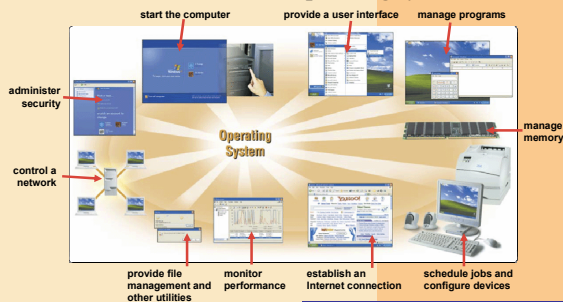 start the computer
provide a user interface
manage programs
administer
security
Operating
System
manage
memory
control a
network
provide file
management and
other utilities
monitor
performance
establish an
Internet connection
schedule jobs and
configure devices
YAHOO!